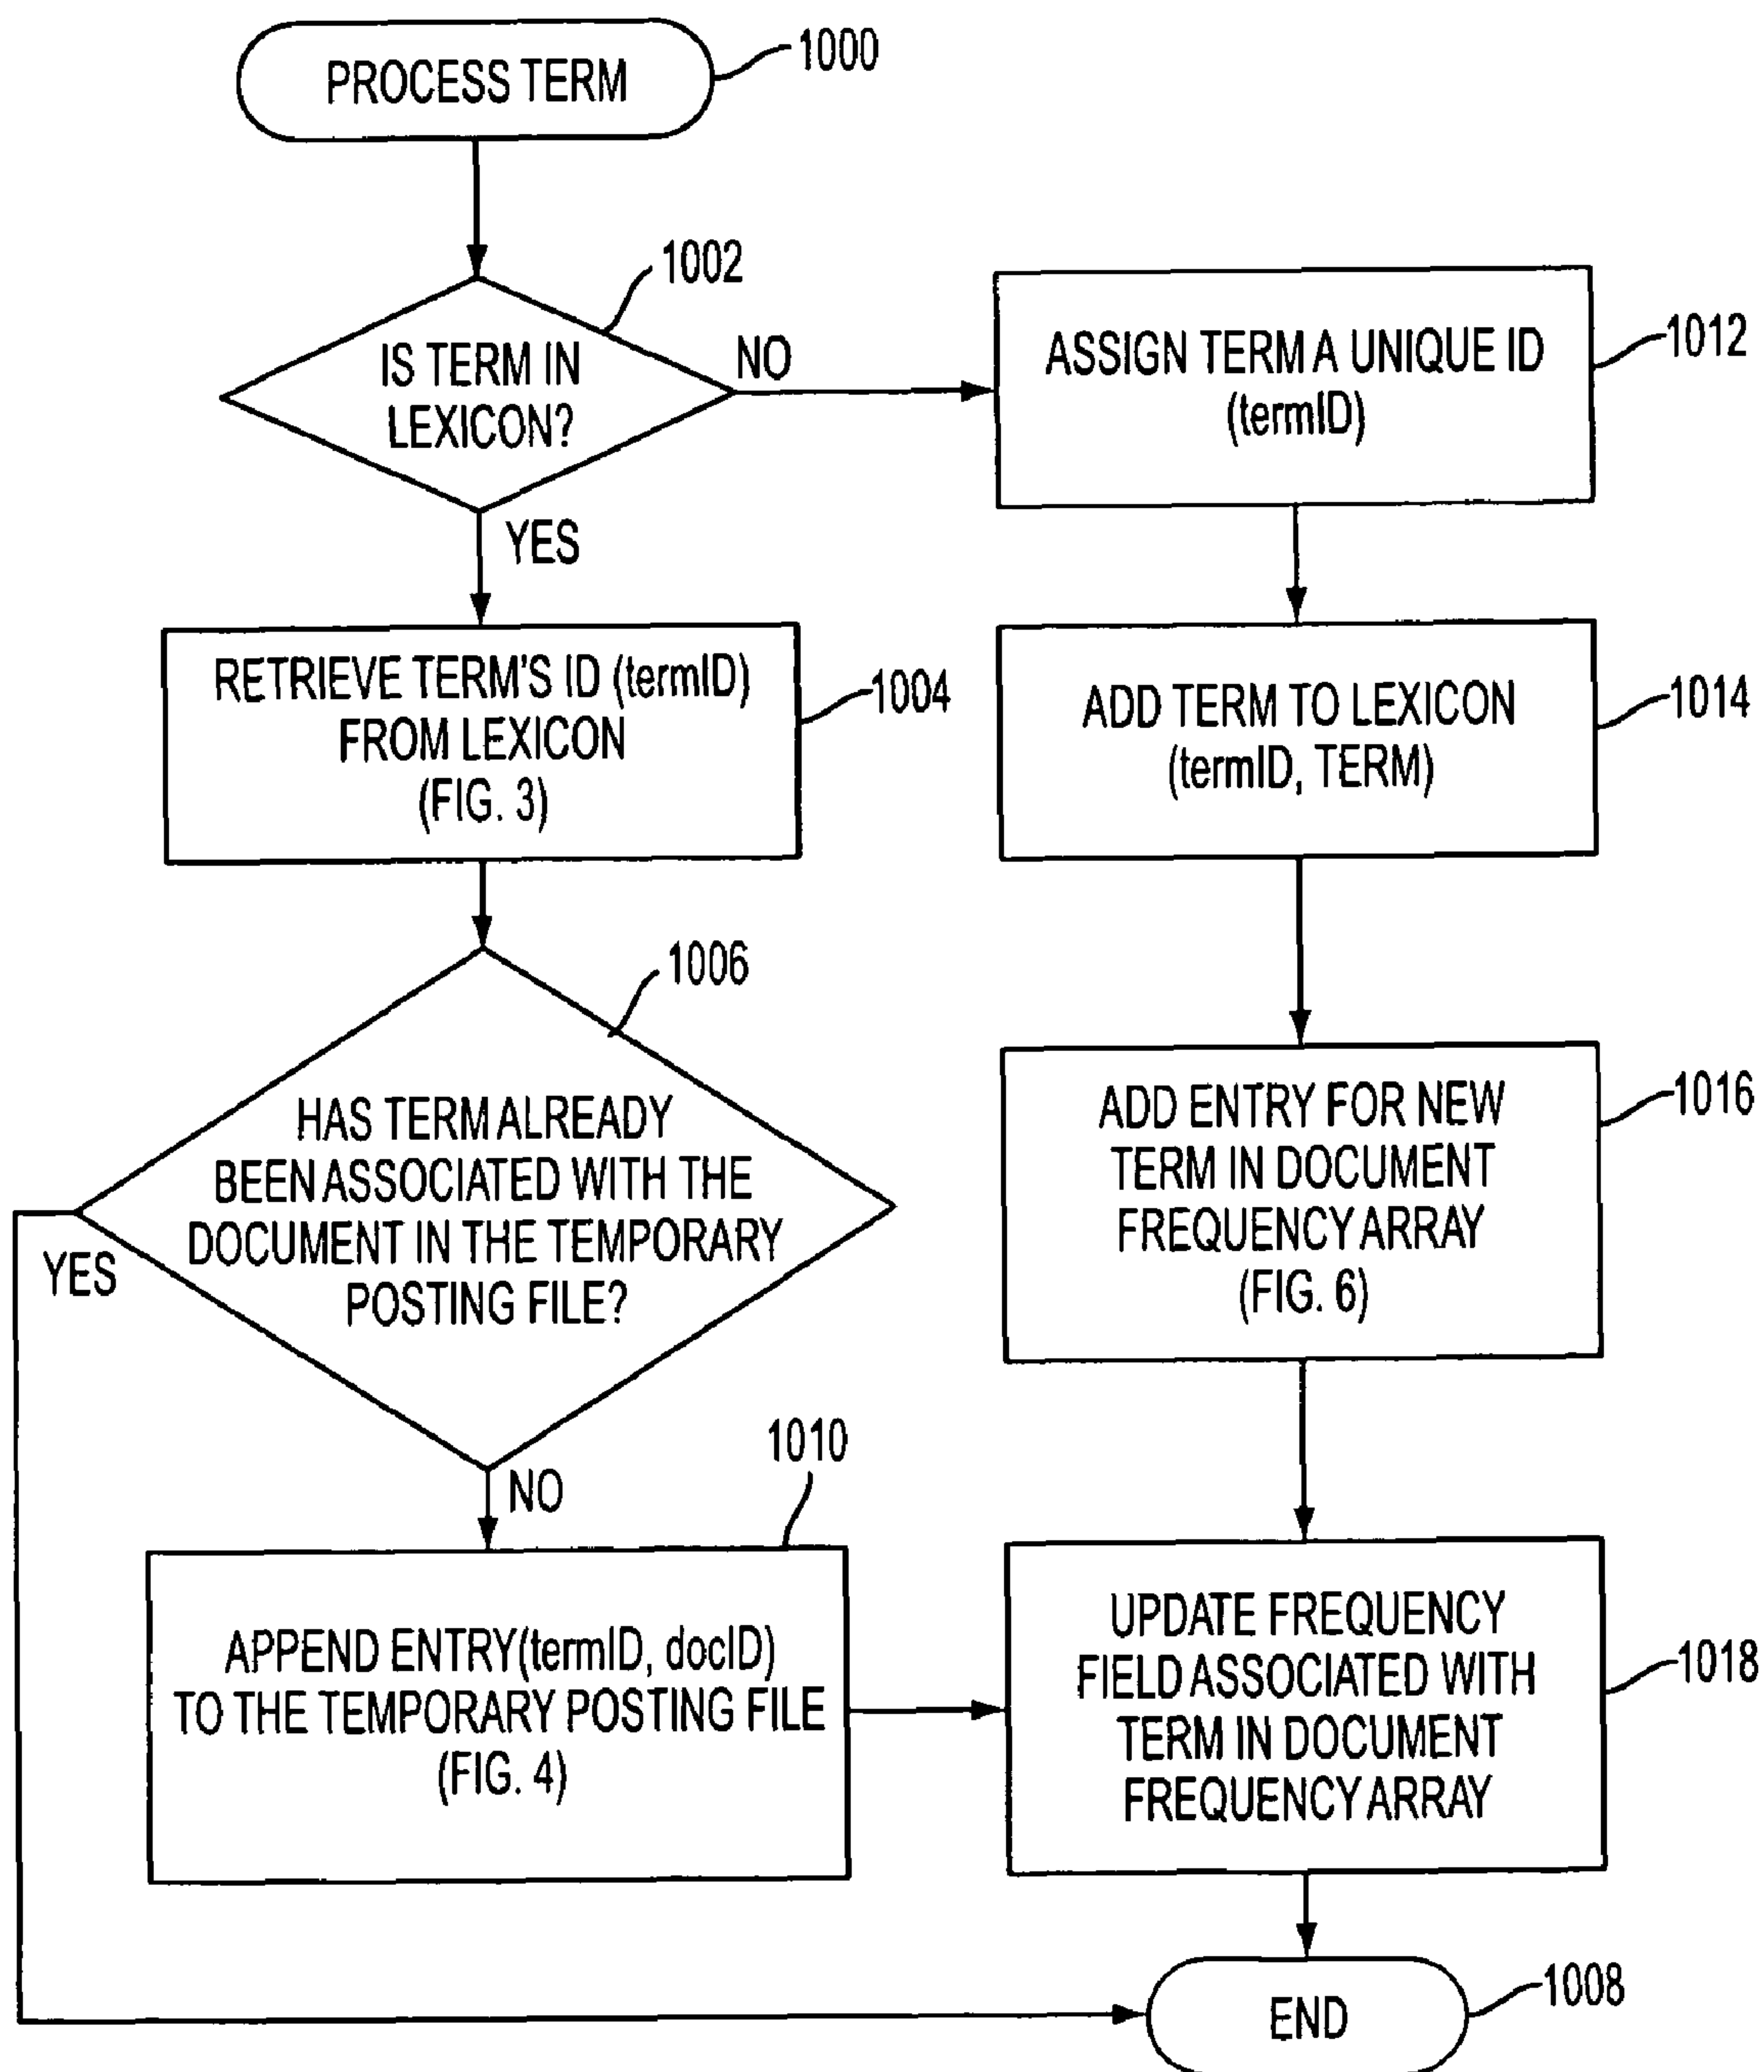 PROCESS TERM
1000
IS TERM IN
LEXICON?
1002
NO
YES
ASSIGN TERM A UNIQUE ID
(termID)
1012
RETRIEVE TERM'S ID (termID)
FROM LEXICON
(FIG. 3)
1004
ADD TERM TO LEXICON
(termID, TERM)
1014
HAS TERM ALREADY
BEEN ASSOCIATED WITH THE
DOCUMENT IN THE TEMPORARY
POSTING FILE?
1006
YES
NO
ADD ENTRY FOR NEW
TERM IN DOCUMENT
FREQUENCY ARRAY
(FIG. 6)
1016
APPEND ENTRY(termID, docID)
TO THE TEMPORARY POSTING FILE
(FIG. 4)
1010
UPDATE FREQUENCY
FIELD ASSOCIATED WITH
TERM IN DOCUMENT
FREQUENCY ARRAY
1018
END
1008